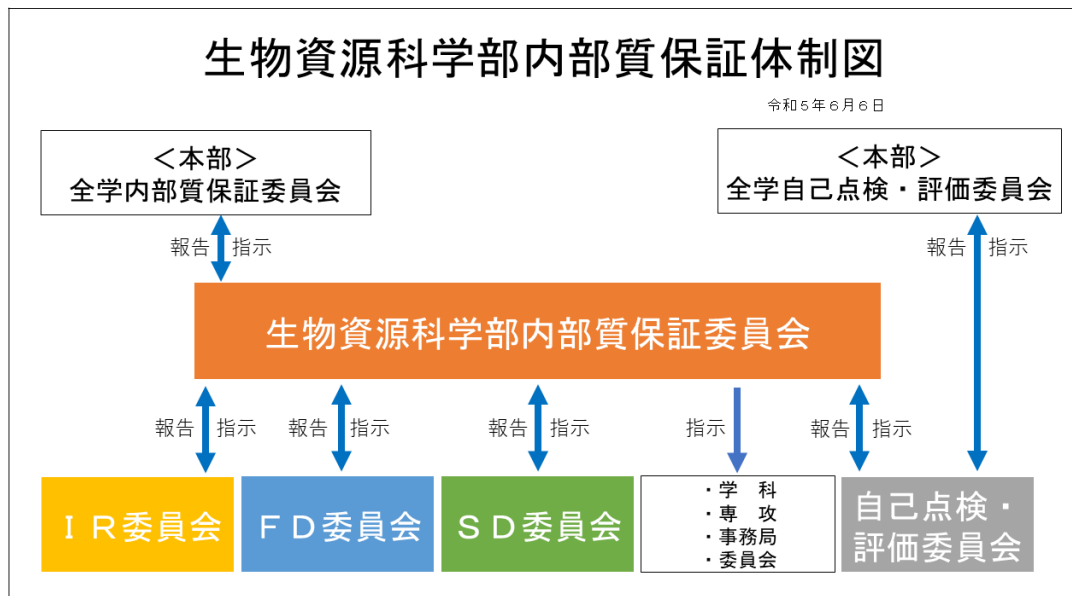 生物資源科学部内部質保証体制図
令和５年６月６日
＜本部＞
全学内部質保証委員会
＜本部＞
全学自己点検・評価委員会
報告 指示
報告 指示
生物資源科学部内部質保証委員会
報告 指示
報告 指示
報告 指示
指示
報告 指示
ＩＲ委員会
ＦＤ委員会
ＳＤ委員会
・学　科
・専　攻
・事務局
・委員会
自己点検・
評価委員会